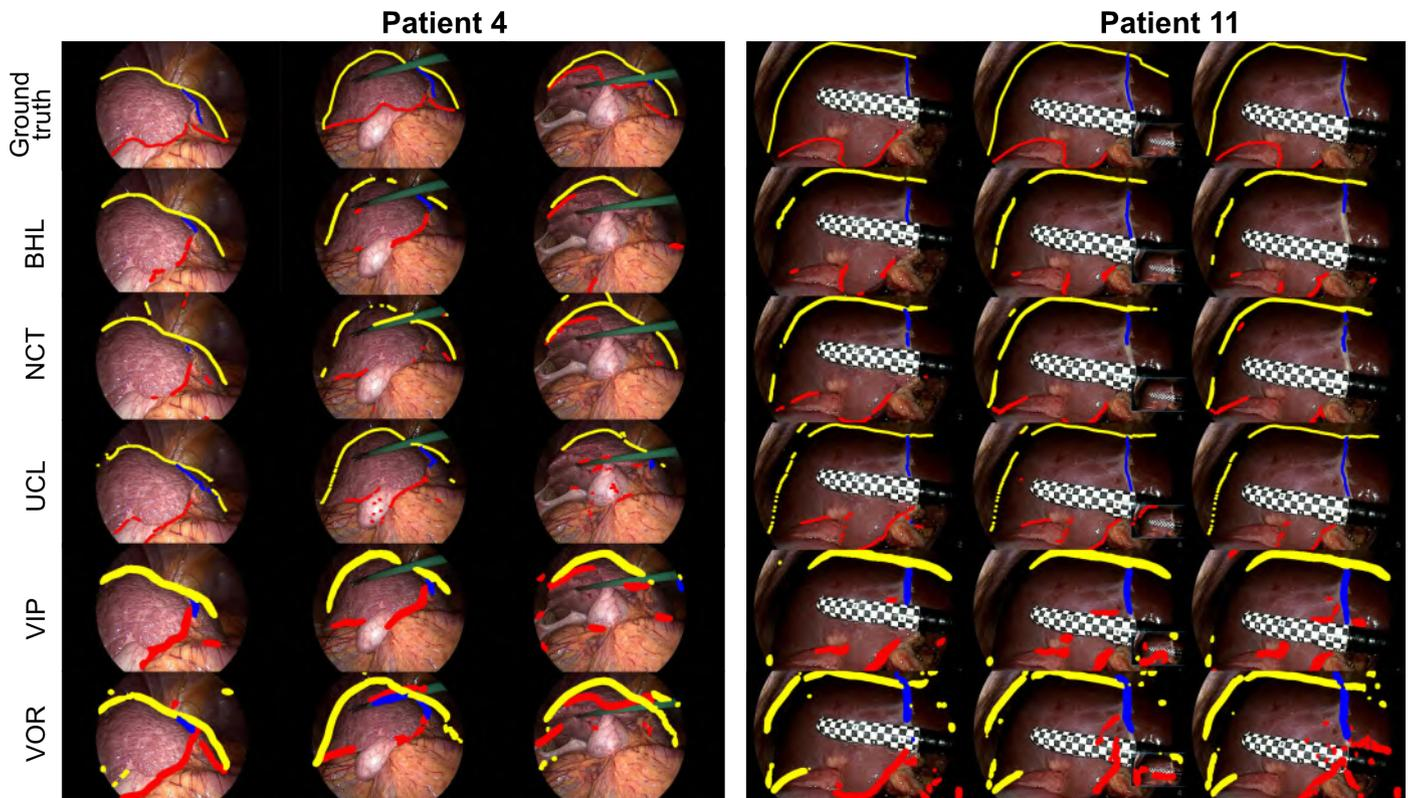 Patient 4
Patient 11
Ground
truth
BHL
NCT
UCL
VIP
VOR